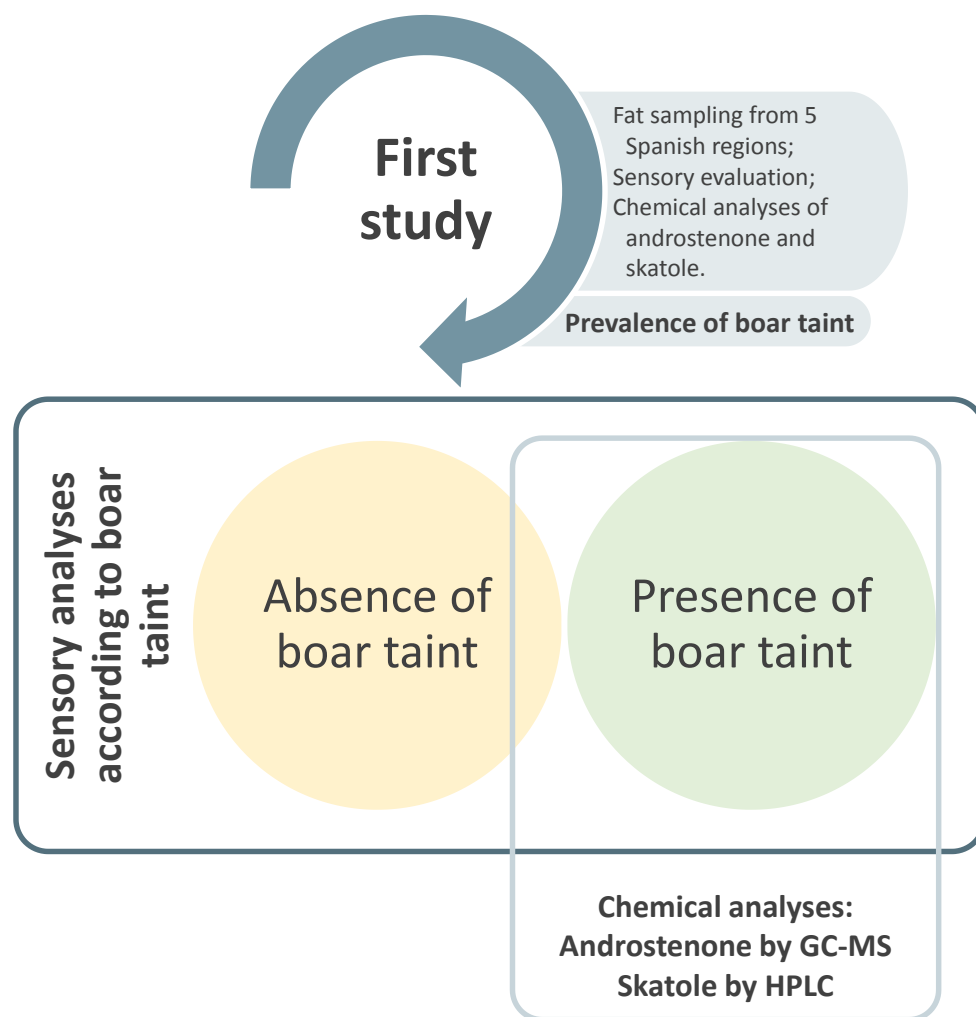 First
study
Fat sampling from 5
Spanish regions;
Sensory evaluation;
Chemical analyses of
androstenone and
skatole.
Prevalence of boar taint
Sensory analyses
according to boar
taint
Absence of
boar taint
Presence of
boar taint
Chemical analyses:
Androstenone by GC-MS
Skatole by HPLC